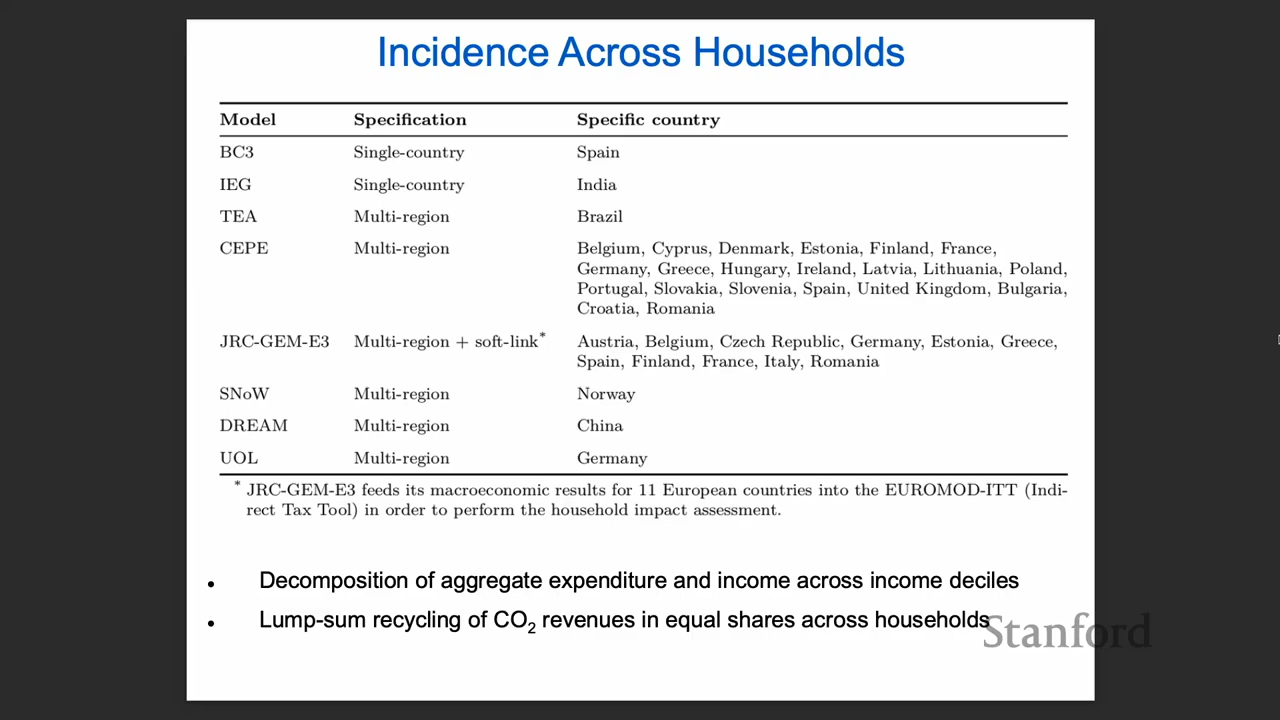 Incidence Across Households
Model Specification Specific country
BC3 Single-country Spain
IEG Single-country India
TEA Multi-region Brazil
CEPE Multi-region Belgium, Cyprus, Denmark, Estonia, Finland, France,
Germany, Greece, Hungary, Ireland, Latvia, Lithuania, Poland,
Portugal, Slovakia, Slovenia, Spain, United Kingdom, Bulgaria,
Croatia, Romania
JRC-GEM-E3 Multi-region + soft-link* Austria, Belgium, Czech Republic, Germany, Estonia, Greece,
Spain, Finland, France, Italy, Romania
SNoW Multi-region Norway
DREAM Multi-region China
UOL Multi-region Germany
* JRC-GEM-E3 feeds its macroeconomic results for 11 European countries into the EUROMOD-ITT (Indi-
rect Tax Tool) in order to perform the household impact assessment.
• Decomposition of aggregate expenditure and income across income deciles
• Lump-sum recycling of CO2 revenues in equal shares across households
Stanford